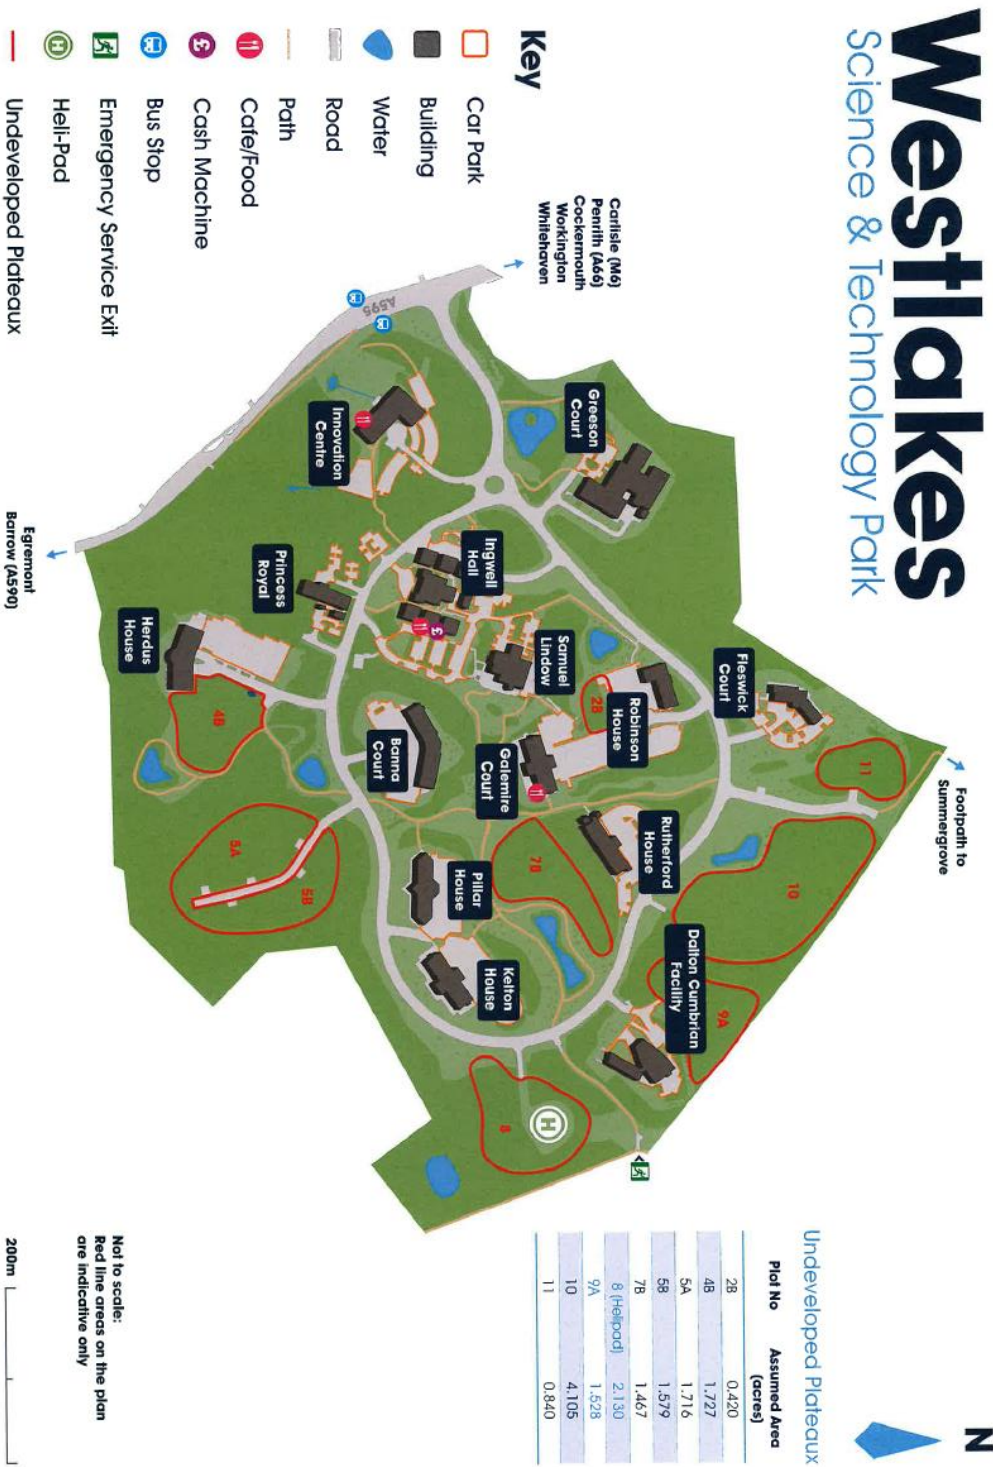 Westlakes
Science & Technology Park
N
Key
Car Park
Building
Water
Road
Path
Cafe/Food
£
Cash Machine
Bus Stop
Emergency Service Exit
H
Heli-Pad
Undeveloped Plateaux
Carlisle (M6)
Penrith (A66)
Cockermouth
Workington
Whitehaven
A595
Egremont
Barrow (A590)
Footpath to
Summergrove
Greeson
Court
Innovation
Centre
Ingwell
Hall
£
Princess
Royal
Herdus
House
Samuel
Lindow
Robinson
House
2B
Fleswick
Court
11
Galemire
Court
Banna
Court
4B
Rutherford
House
10
7B
Pillar
House
5A
5B
Kelton
House
Dalton Cumbrian
Facility
9A
8
H
Undeveloped Plateaux
Plot No Assumed Area
(acres)
2B 0.420
4B 1.727
5A 1.716
5B 1.579
7B 1.467
8 (Helipad) 2.130
9A 1.528
10 4.105
11 0.840
Not to scale:
Red line areas on the plan
are indicative only
200m